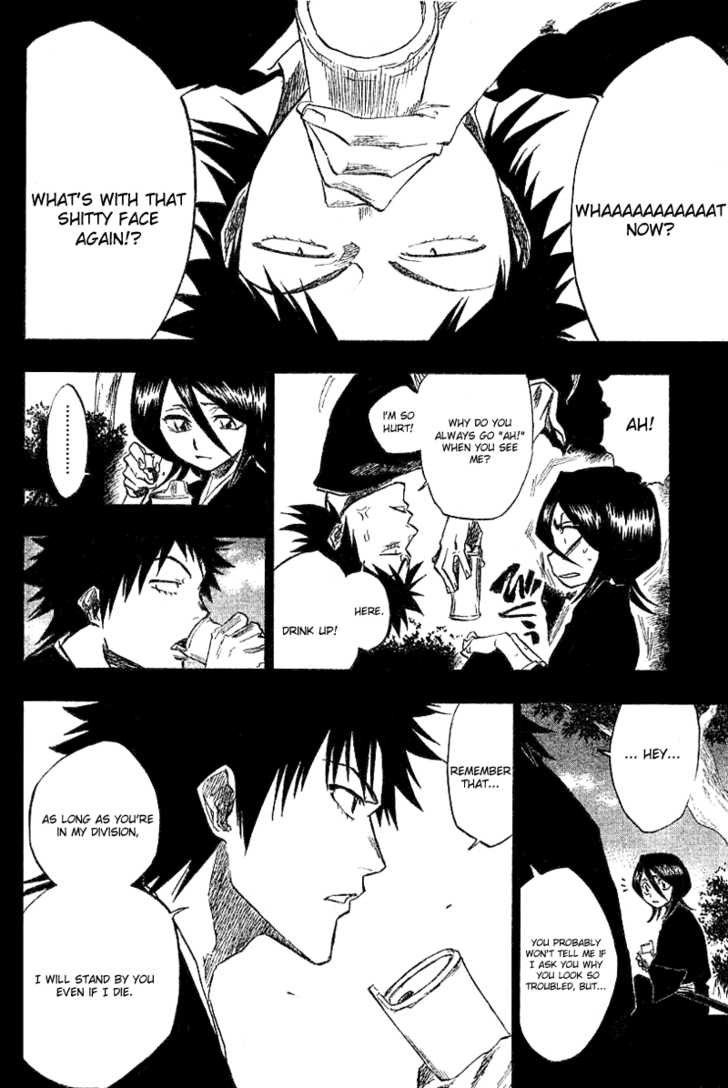 WHAAAAAAAAAAAT
NOW?
WHAT'S WITH THAT
SHITTY FACE
AGAIN!?
AH!
WHY DO YOU
ALWAYS GO "AH!"
WHEN YOU SEE
ME?
I'M SO
HURT!
HERE.
DRINK UP!
..........
... HEY...
YOU PROBABLY
WON'T TELL ME IF
I ASK YOU WHY
YOU LOOK SO
TROUBLED, BUT...
REMEMBER
THAT...
AS LONG AS YOU'RE
IN MY DIVISION,
I WILL STAND BY YOU
EVEN IF I DIE.